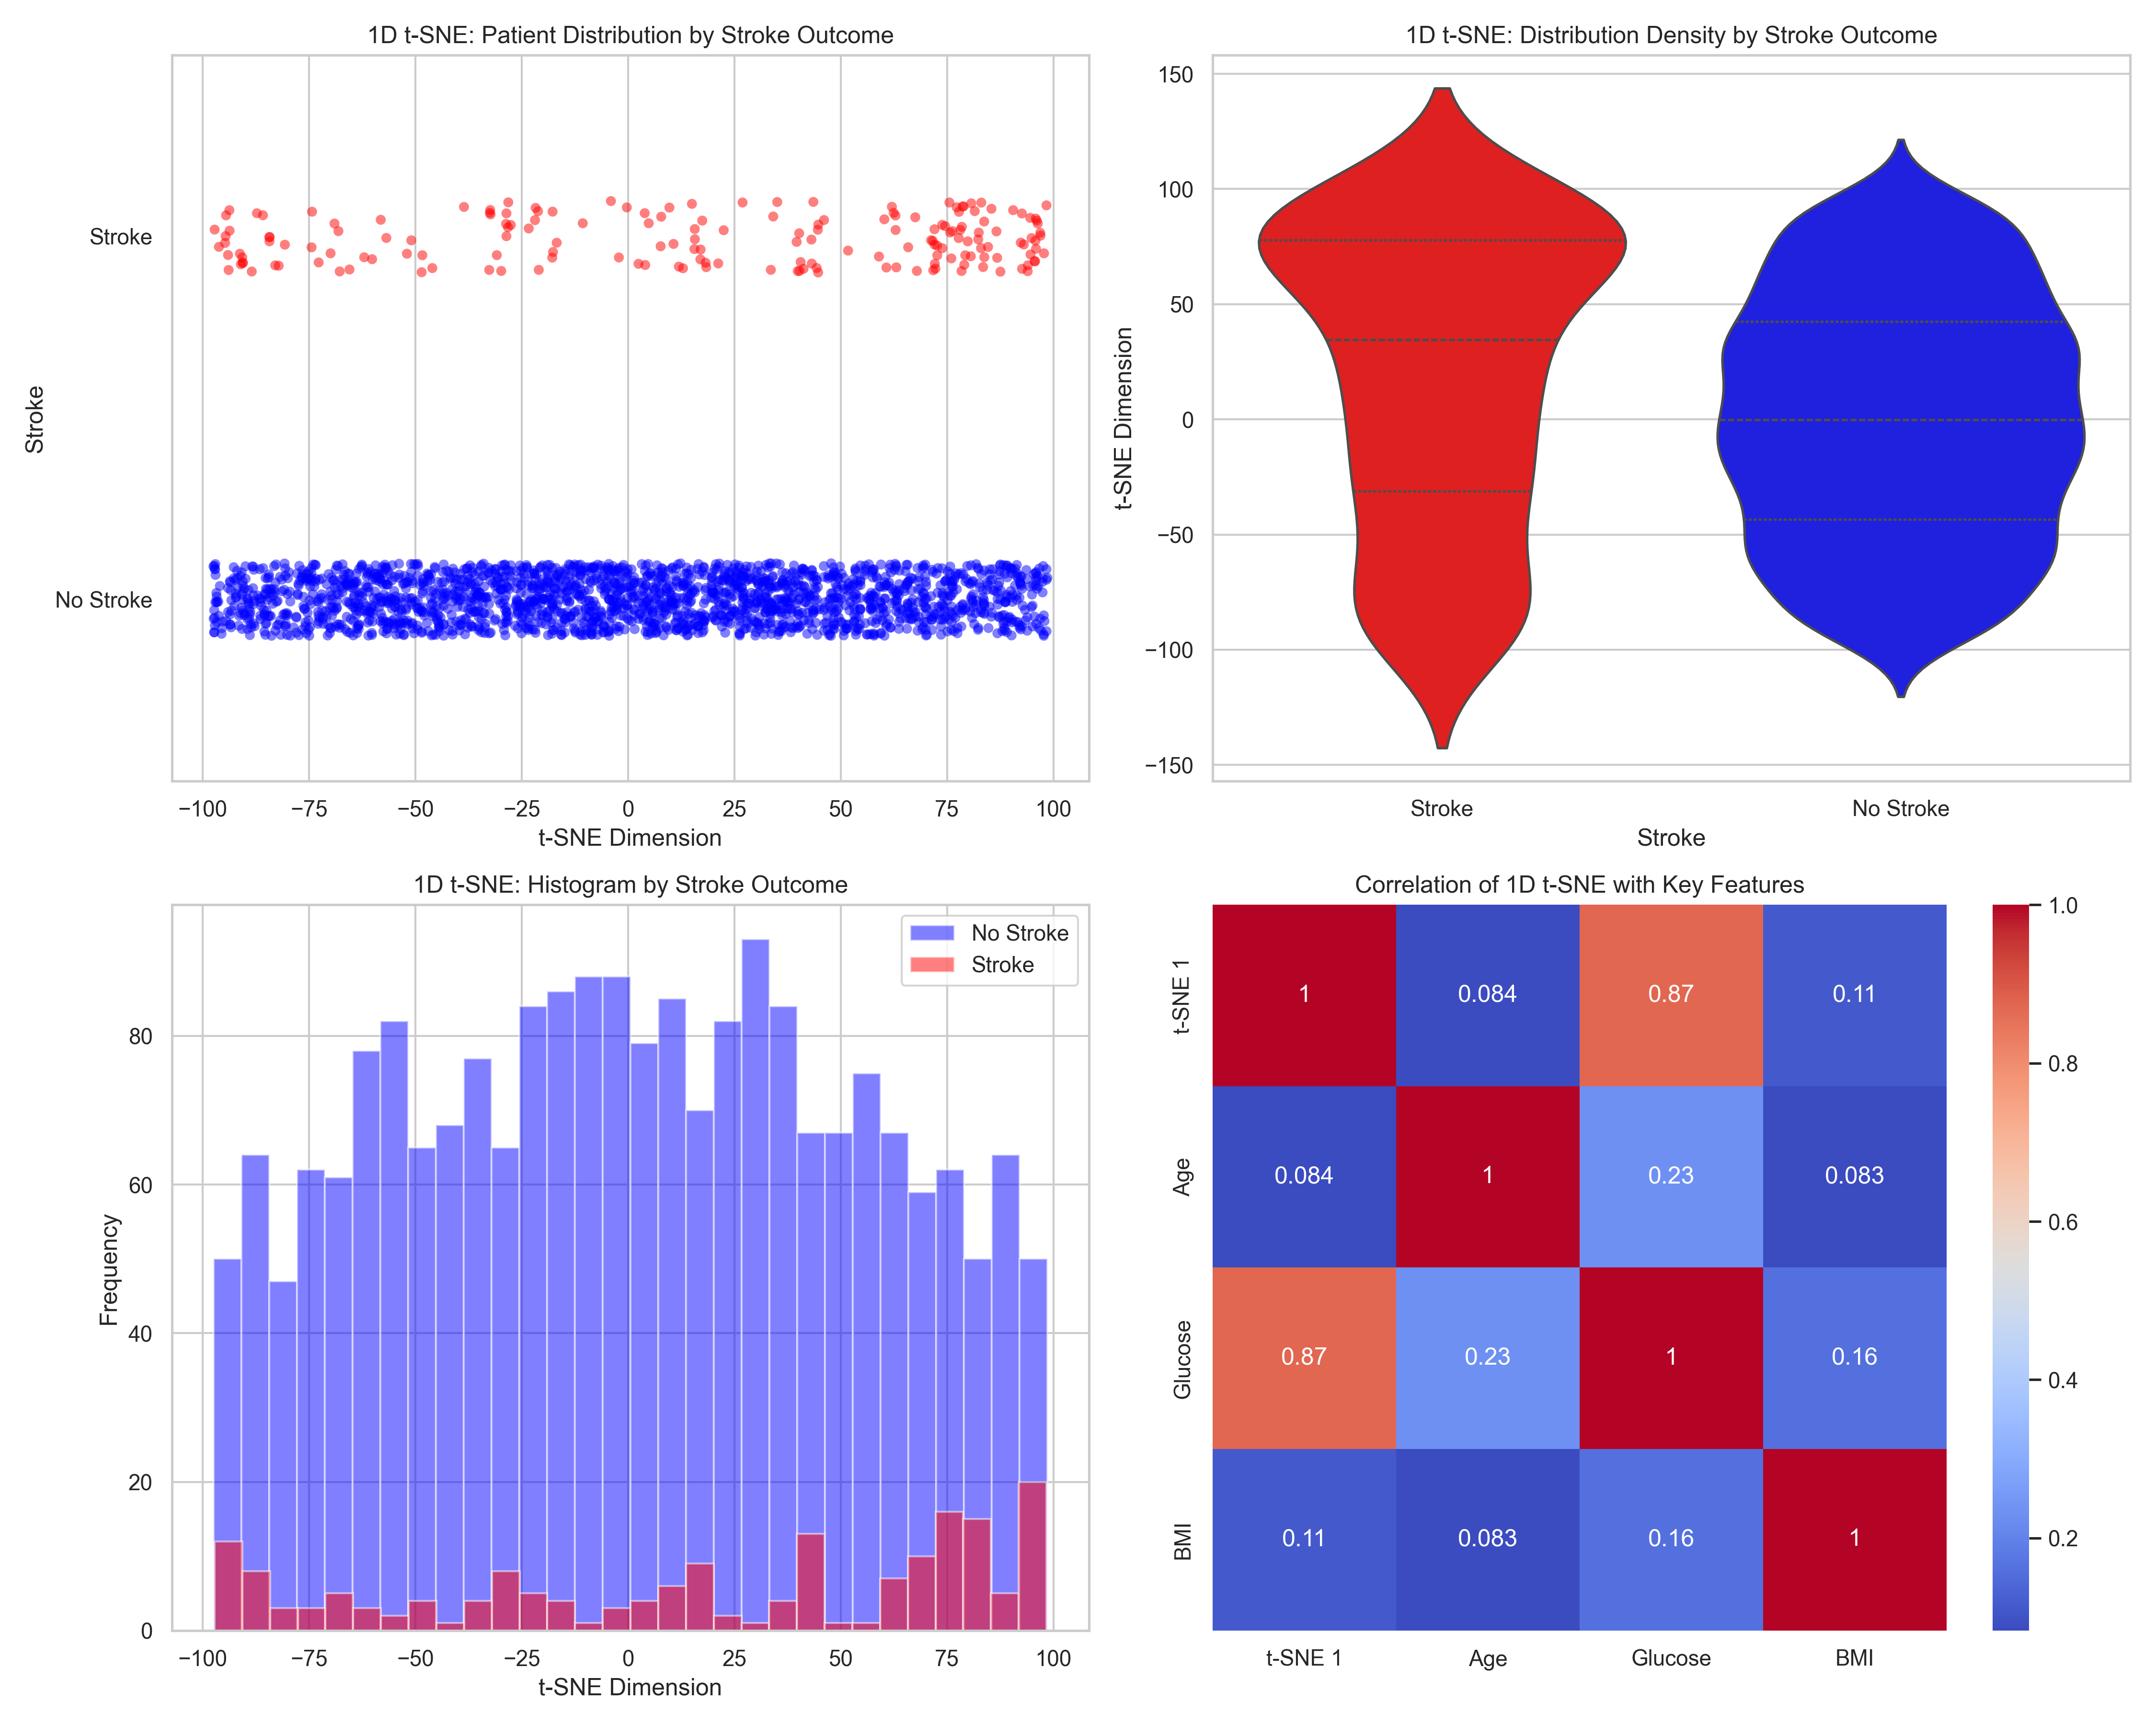 1D t-SNE: Patient Distribution by Stroke Outcome
Stroke
Stroke
No Stroke
−100 −75 −50 −25 0 25 50 75 100
t-SNE Dimension
1D t-SNE: Distribution Density by Stroke Outcome
150
100
50
0
−50
−100
−150
t-SNE Dimension
Stroke No Stroke
Stroke
1D t-SNE: Histogram by Stroke Outcome
No Stroke
Stroke
80
60
40
20
0
Frequency
−100 −75 −50 −25 0 25 50 75 100
t-SNE Dimension
Correlation of 1D t-SNE with Key Features
t-SNE 1 1 0.084 0.87 0.11
Age 0.084 1 0.23 0.083
Glucose 0.87 0.23 1 0.16
BMI 0.11 0.083 0.16 1
t-SNE 1 Age Glucose BMI
1.0
0.8
0.6
0.4
0.2